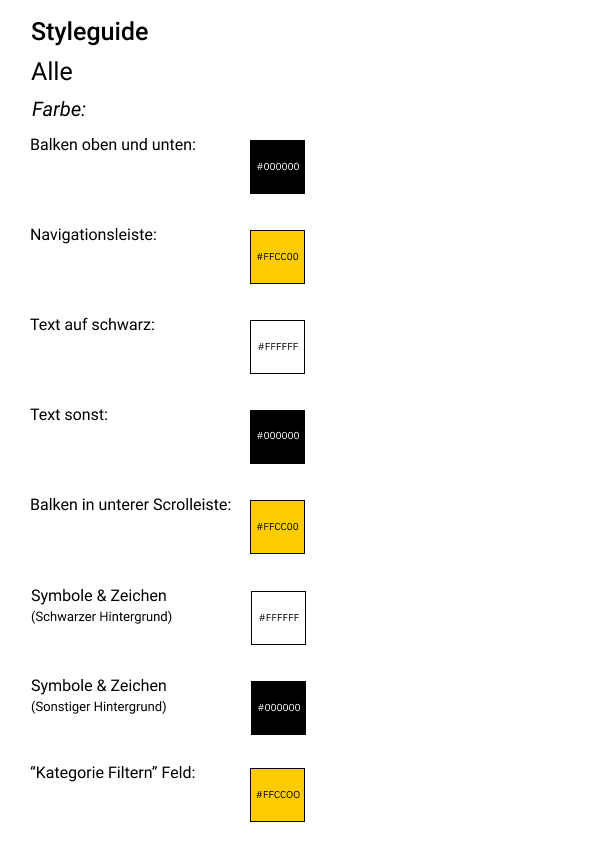 Styleguide
Alle
Farbe:
Balken oben und unten:
#000000
Navigationsleiste:
#FFCC00
Text auf schwarz:
#FFFFFF
Text sonst:
#000000
Balken in unterer Scrolleiste:
#FFCC00
Symbole & Zeichen
(Schwarzer Hintergrund)
#FFFFFF
Symbole & Zeichen
(Sonstiger Hintergrund)
#000000
“Kategorie Filtern” Feld:
#FFCCOO